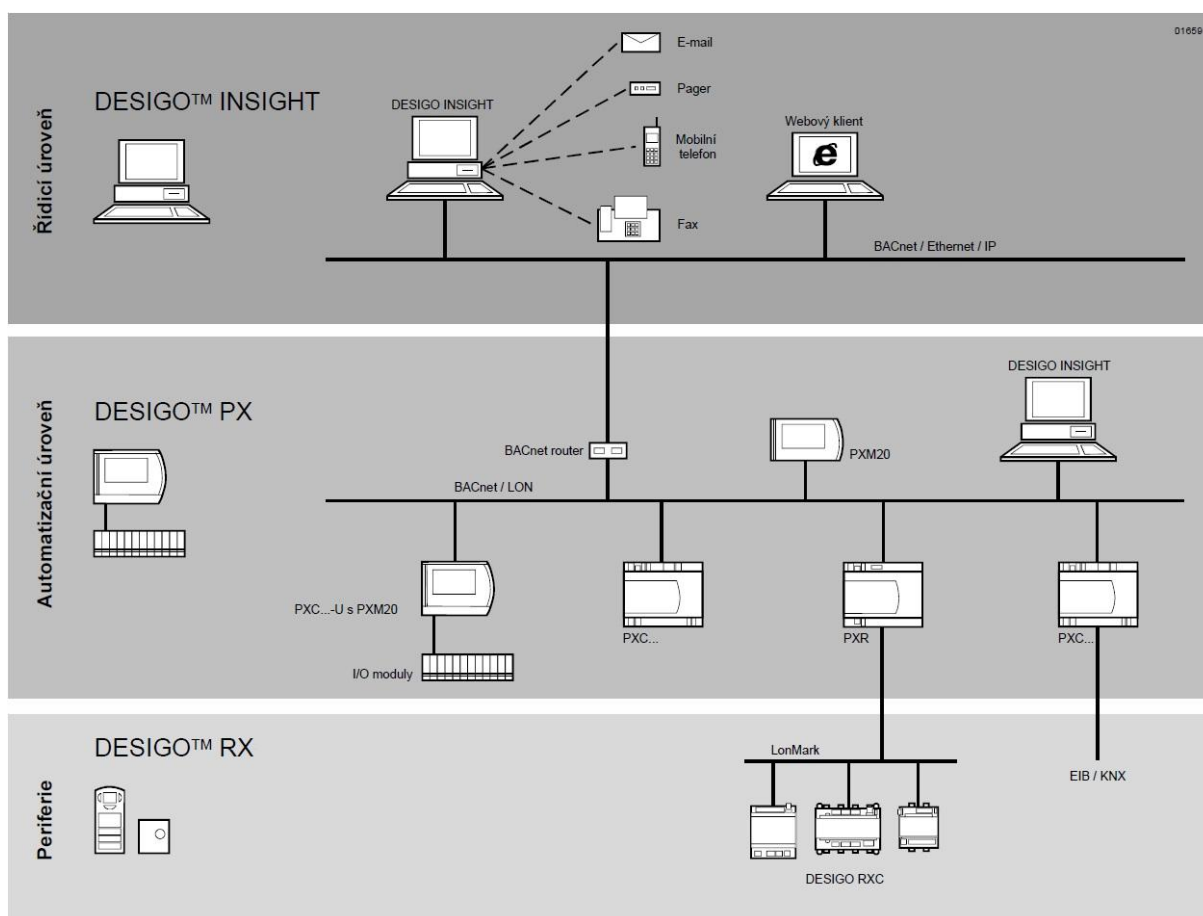 01659
Řídicí úroveň
DESIGO™ INSIGHT
DESIGO INSIGHT
E-mail
Pager
Mobilní
telefon
Fax
Webový klient
BACnet / Ethernet / IP
Automatizační úroveň
DESIGO™ PX
DESIGO INSIGHT
BACnet router
PXM20
BACnet / LON
PXC...-U s PXM20
PXC...
PXR
PXC...
I/O moduly
Periferie
DESIGO™ RX
LonMark
EIB / KNX
DESIGO RXC